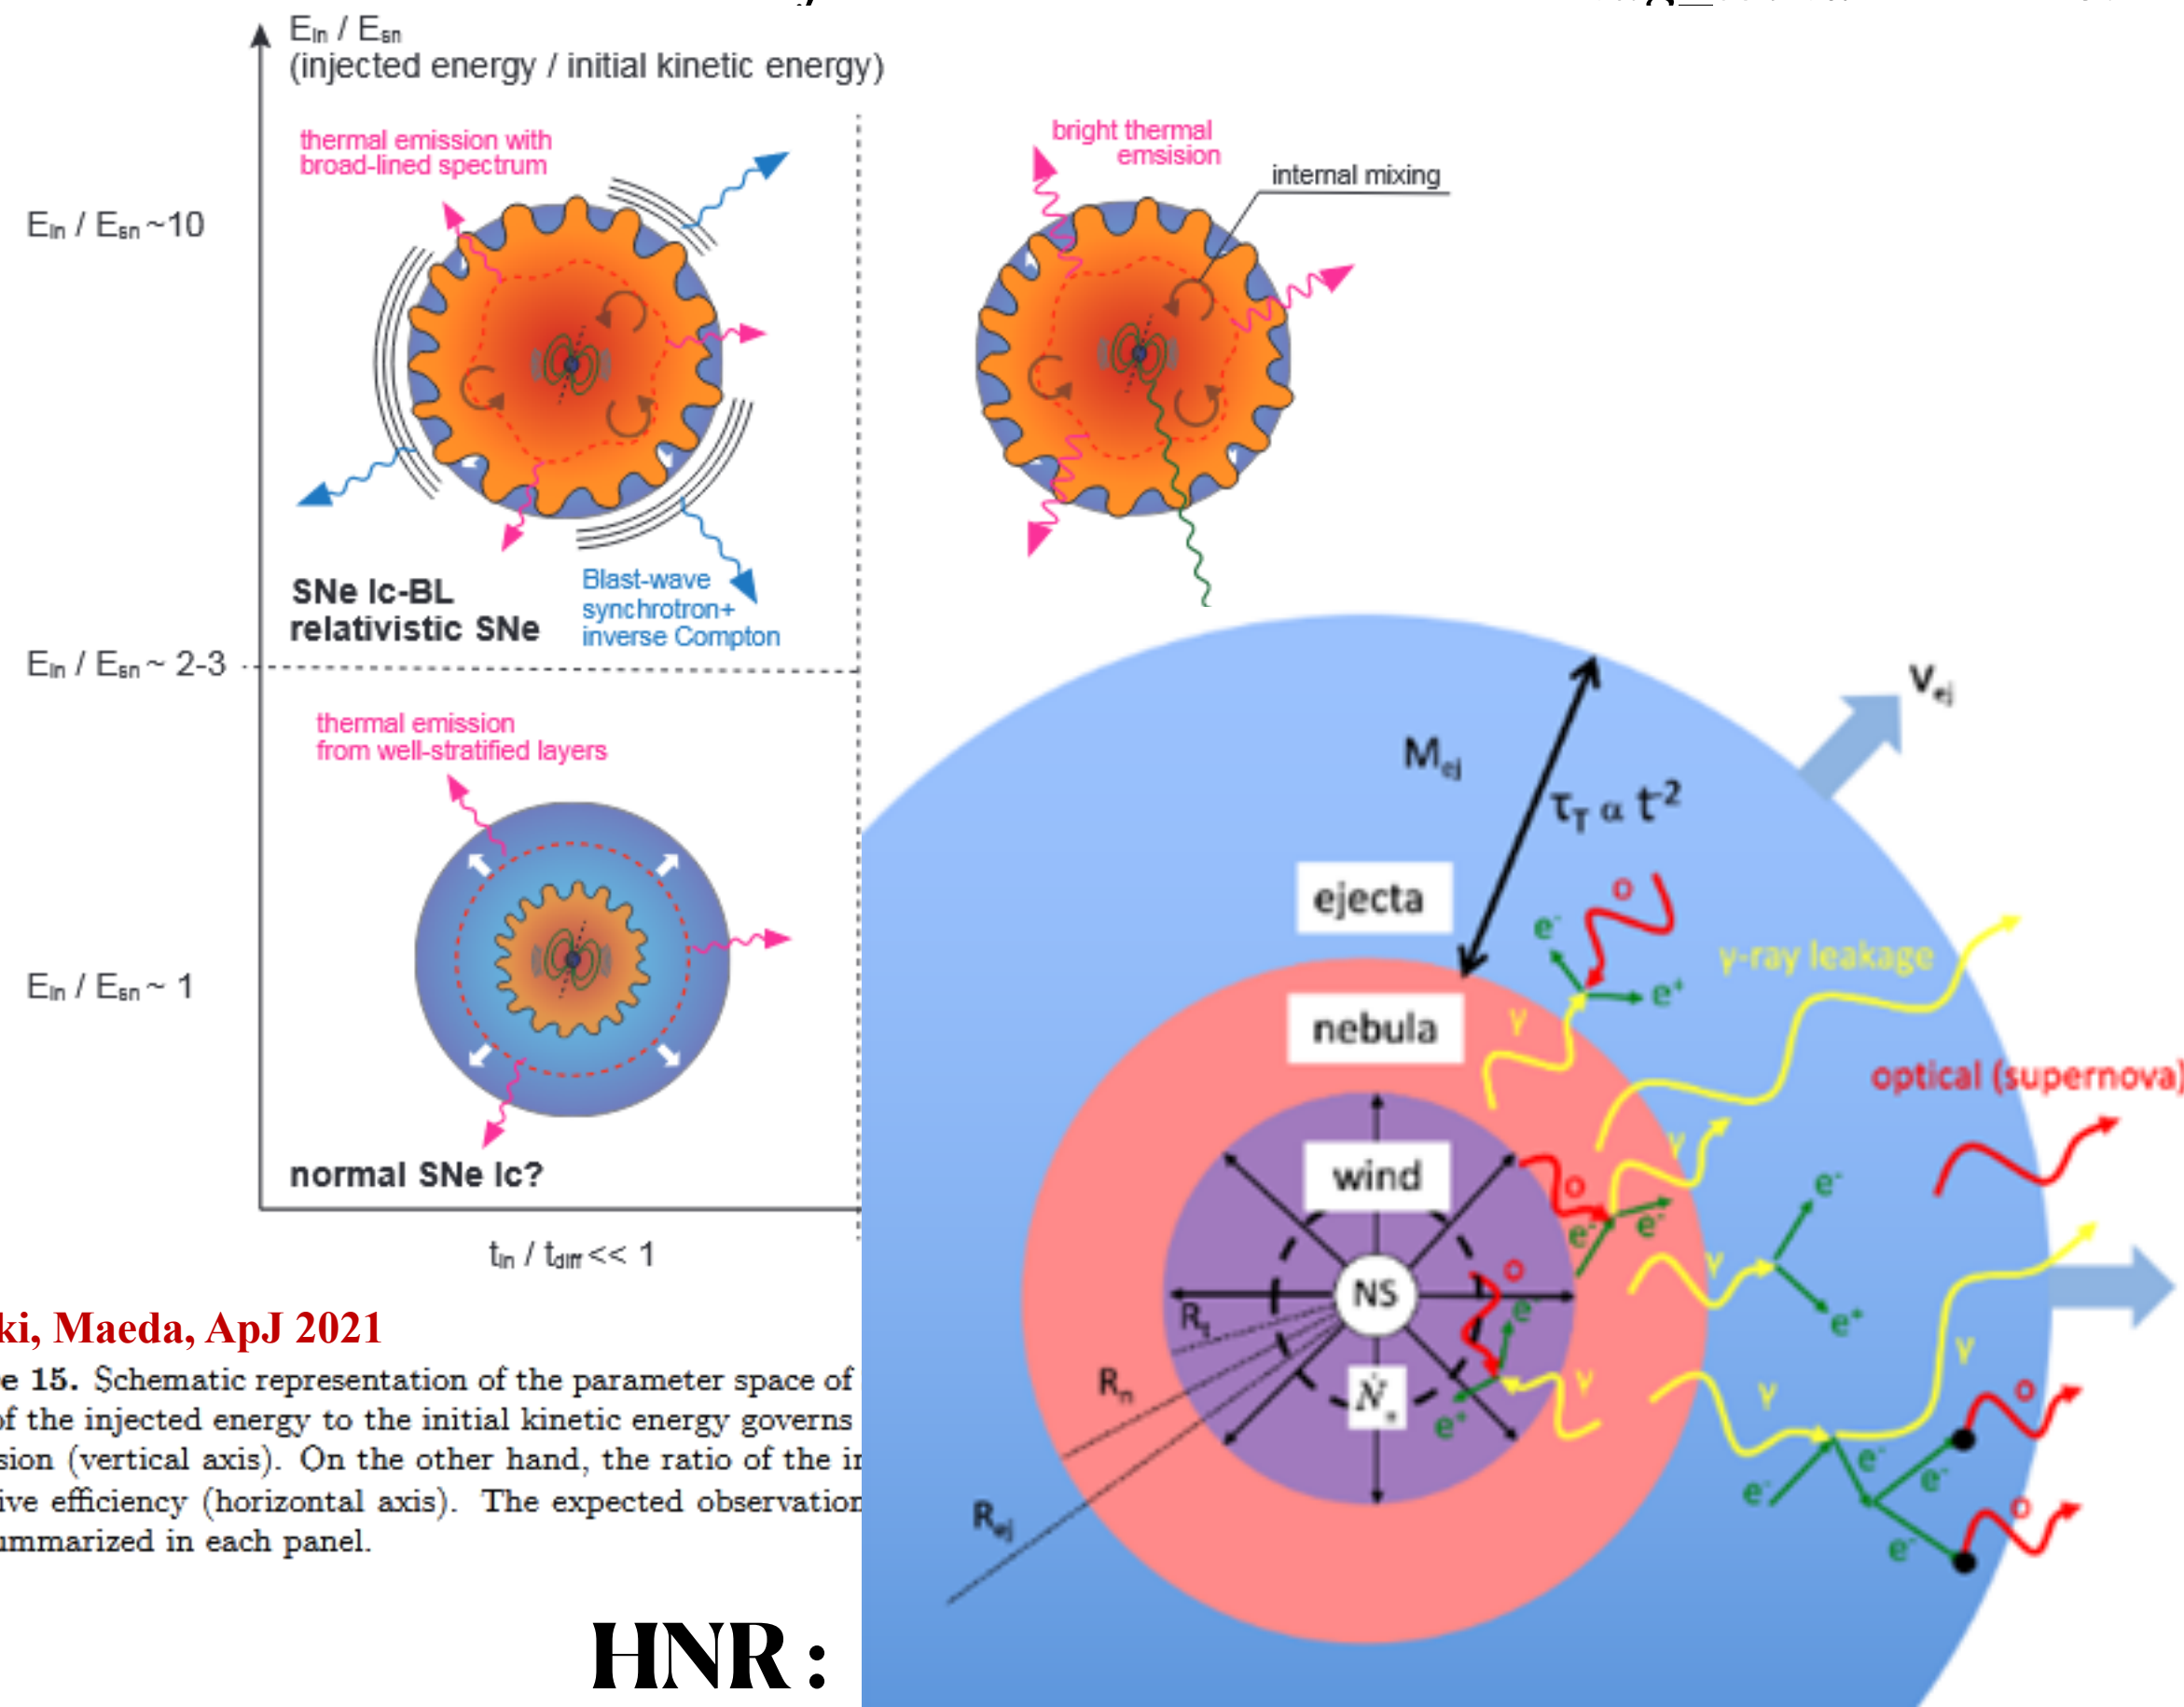 E_in / E_sn
(injected energy / initial kinetic energy)
thermal emission with
broad-lined spectrum
bright thermal
emsision
internal mixing
E_in / E_sn ~10
SNe Ic-BL
relativistic SNe
Blast-wave
synchrotron+
inverse Compton
E_in / E_sn ~ 2-3
thermal emission
from well-stratified layers
E_in / E_sn ~ 1
normal SNe Ic?
t_in / t_diff << 1
ki, Maeda, ApJ 2021
e 15. Schematic representation of the parameter space of
of the injected energy to the initial kinetic energy governs
sion (vertical axis). On the other hand, the ratio of the in
ive efficiency (horizontal axis). The expected observation
ummarized in each panel.
HNR:
V_ej
M_ej
τ_T α t^-2
ejecta
o
e-
e+
γ
γ-ray leakage
nebula
optical (supernova)
γ
wind
o
e-
e-
e-
γ
e+
NS
o
e-
R_t
R_n
Ṅ
e+
γ
γ
γ
o
R_ej
e-
e-
e-
o
e-